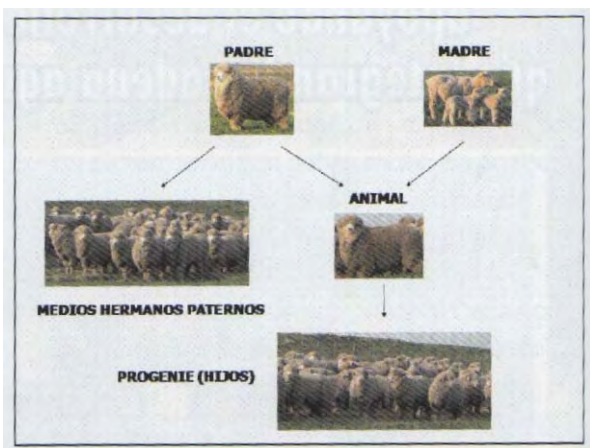 PADRE
MADRE
ANIMAL
MEDIOS HERMANOS PATERNOS
PROGENIE (HIJOS)